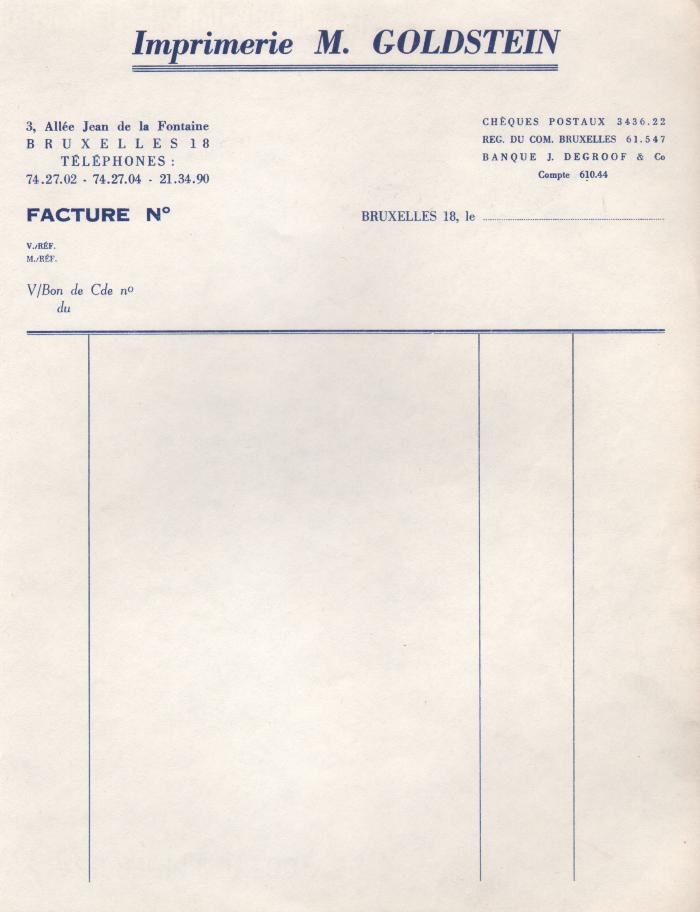 Imprimerie M. GOLDSTEIN
3, Allée Jean de la Fontaine
BRUXELLES 18
TÉLÉPHONES :
74.27.02 - 74.27.04 - 21.34.90
CHÈQUES POSTAUX 3436.22
REG. DU COM. BRUXELLES 61.547
BANQUE J. DEGROOF & Co
Compte 610.44
FACTURE Nº
BRUXELLES 18, le
V./RÉF.
M./RÉF.
V/Bon de Cde nº
du